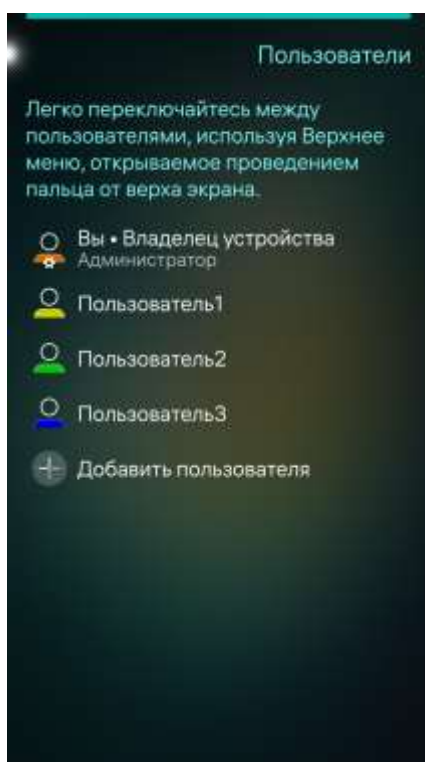 Пользователи
Легко переключайтесь между
пользователями, используя Верхнее
меню, открываемое проведением
пальца от верха экрана.
Вы • Владелец устройства
Администратор
Пользователь1
Пользователь2
Пользователь3
Добавить пользователя